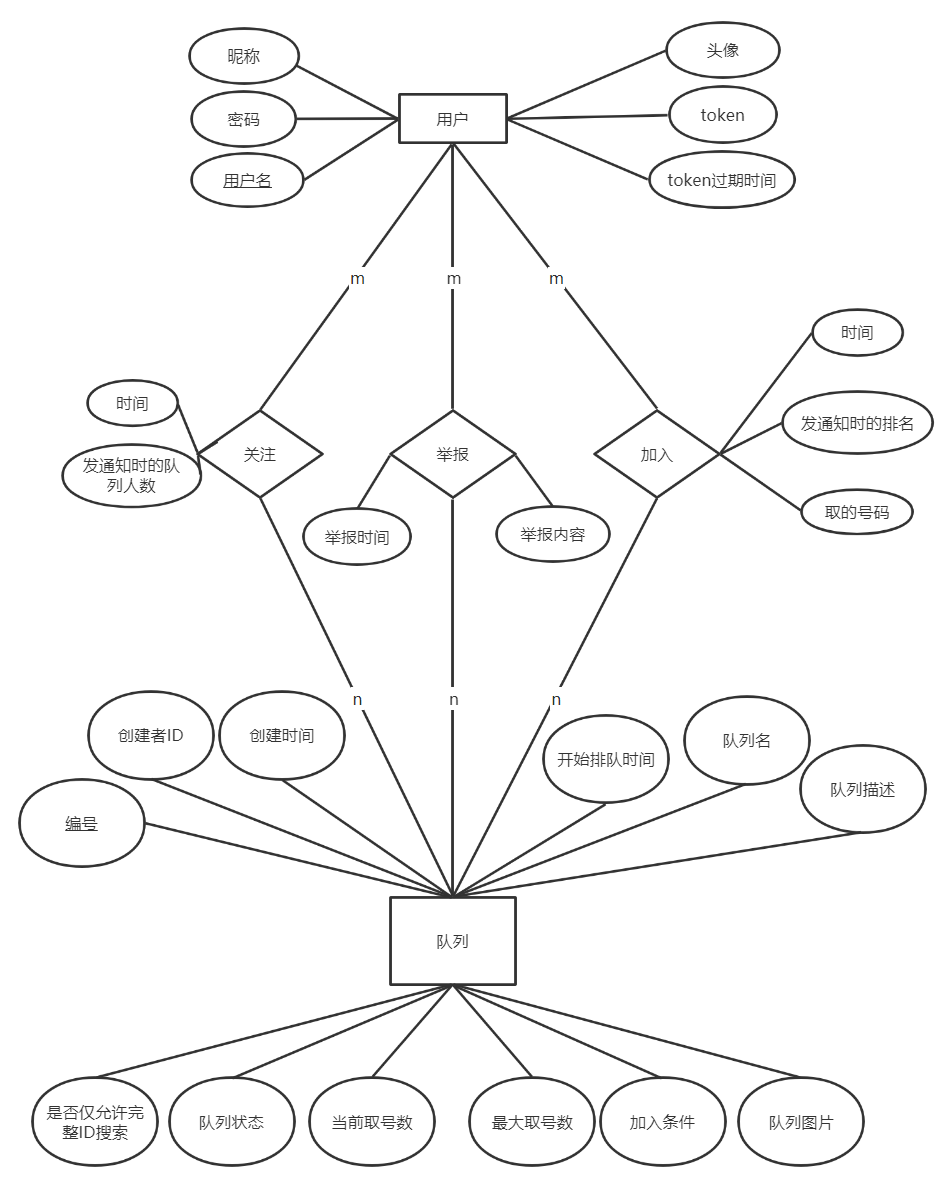 昵称
头像
密码
用户
token
用户名
token过期时间
m
m
m
时间
时间
发通知时的排名
关注
举报
加入
发通知时的队
列人数
取的号码
举报时间
举报内容
n
n
n
创建者ID
创建时间
开始排队时间
队列名
队列描述
编号
队列
是否仅允许完
整ID搜索
队列状态
当前取号数
最大取号数
加入条件
队列图片